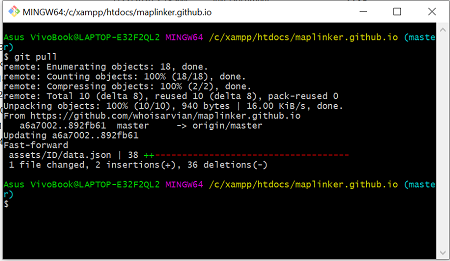 MINGW64:/c/xampp/htdocs/maplinker.github.io
Asus VivoBook@LAPTOP-E32F2QL2 MINGW64 /c/xampp/htdocs/maplinker.github.io (maste
r)
$ git pull
remote: Enumerating objects: 18, done.
remote: Counting objects: 100% (18/18), done.
remote: Compressing objects: 100% (2/2), done.
remote: Total 10 (delta 8), reused 10 (delta 8), pack-reused 0
Unpacking objects: 100% (10/10), 940 bytes | 16.00 KiB/s, done.
From https://github.com/whoisarvian/maplinker.github.io
a6a7002..892fb61  master     -> origin/master
Updating a6a7002..892fb61
Fast-forward
assets/ID/data.json | 38 ++------------------------------------
1 file changed, 2 insertions(+), 36 deletions(-)
Asus VivoBook@LAPTOP-E32F2QL2 MINGW64 /c/xampp/htdocs/maplinker.github.io (maste
r)
$